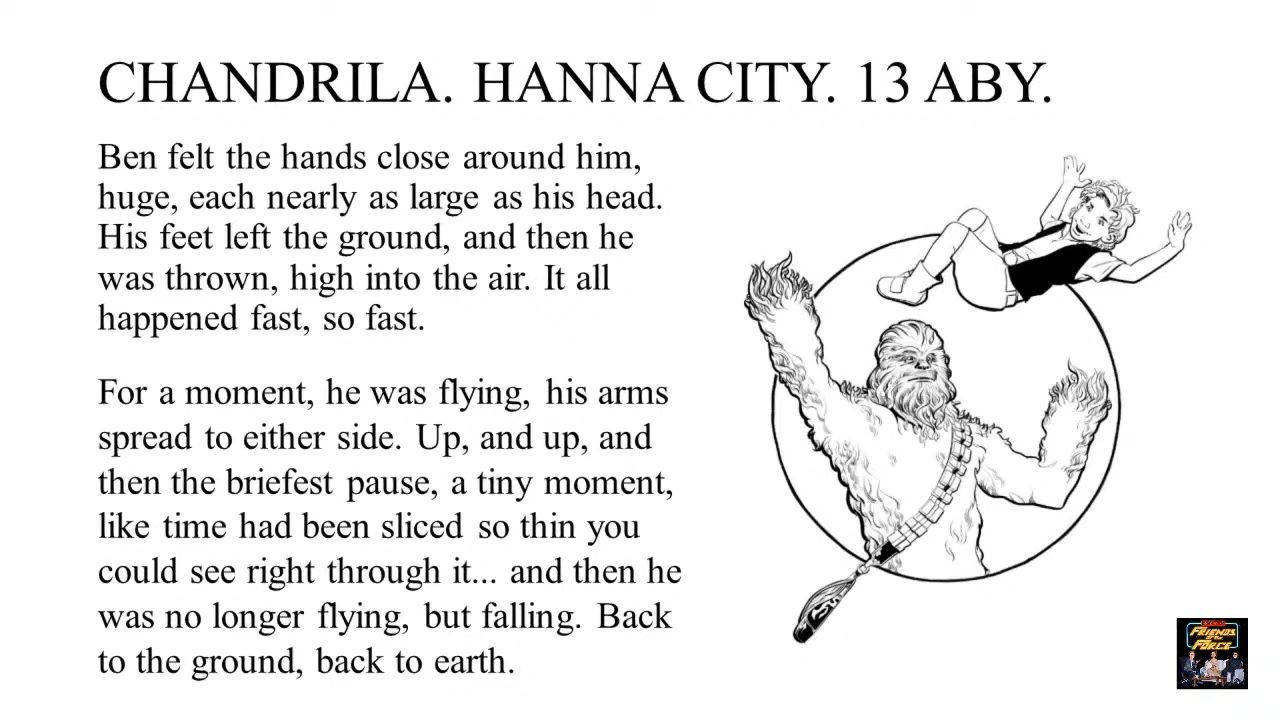 CHANDRILA. HANNA CITY. 13 ABY.
Ben felt the hands close around him,
huge, each nearly as large as his head.
His feet left the ground, and then he
was thrown, high into the air. It all
happened fast, so fast.
For a moment, he was flying, his arms
spread to either side. Up, and up, and
then the briefest pause, a tiny moment,
like time had been sliced so thin you
could see right through it... and then he
was no longer flying, but falling. Back
to the ground, back to earth.
FRIENDS
OF THE
FORCE